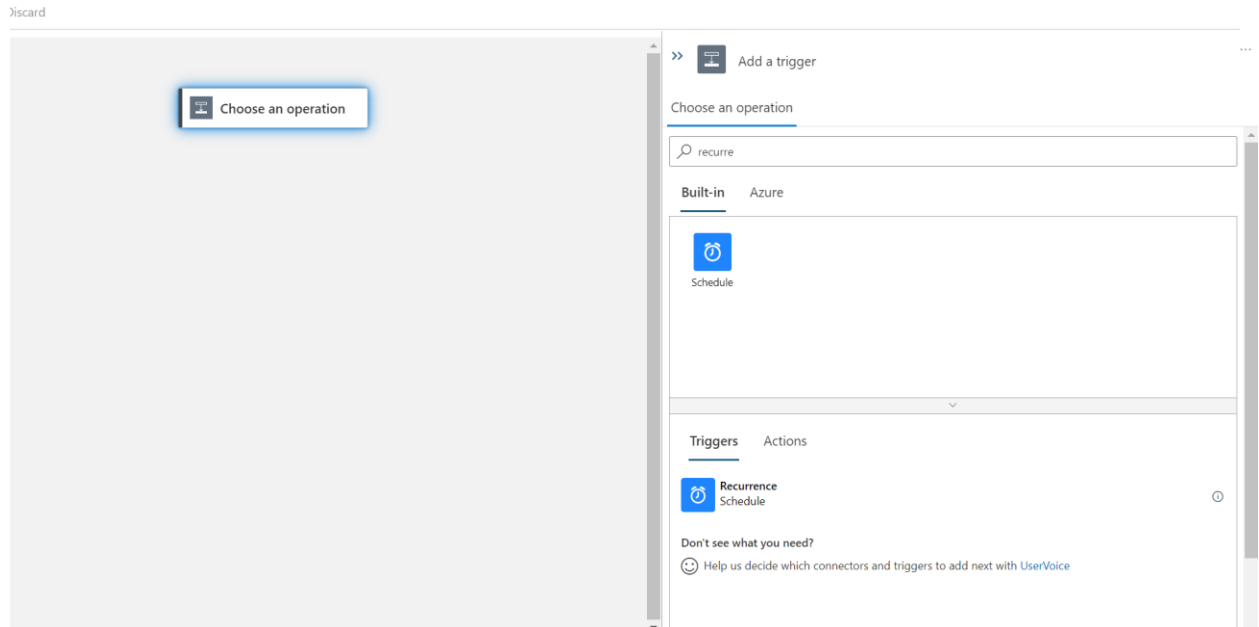 Discard
Choose an operation
Add a trigger
...
Choose an operation
recurre
Built-in Azure
Schedule
Triggers Actions
Recurrence
Schedule
Don't see what you need?
Help us decide which connectors and triggers to add next with UserVoice